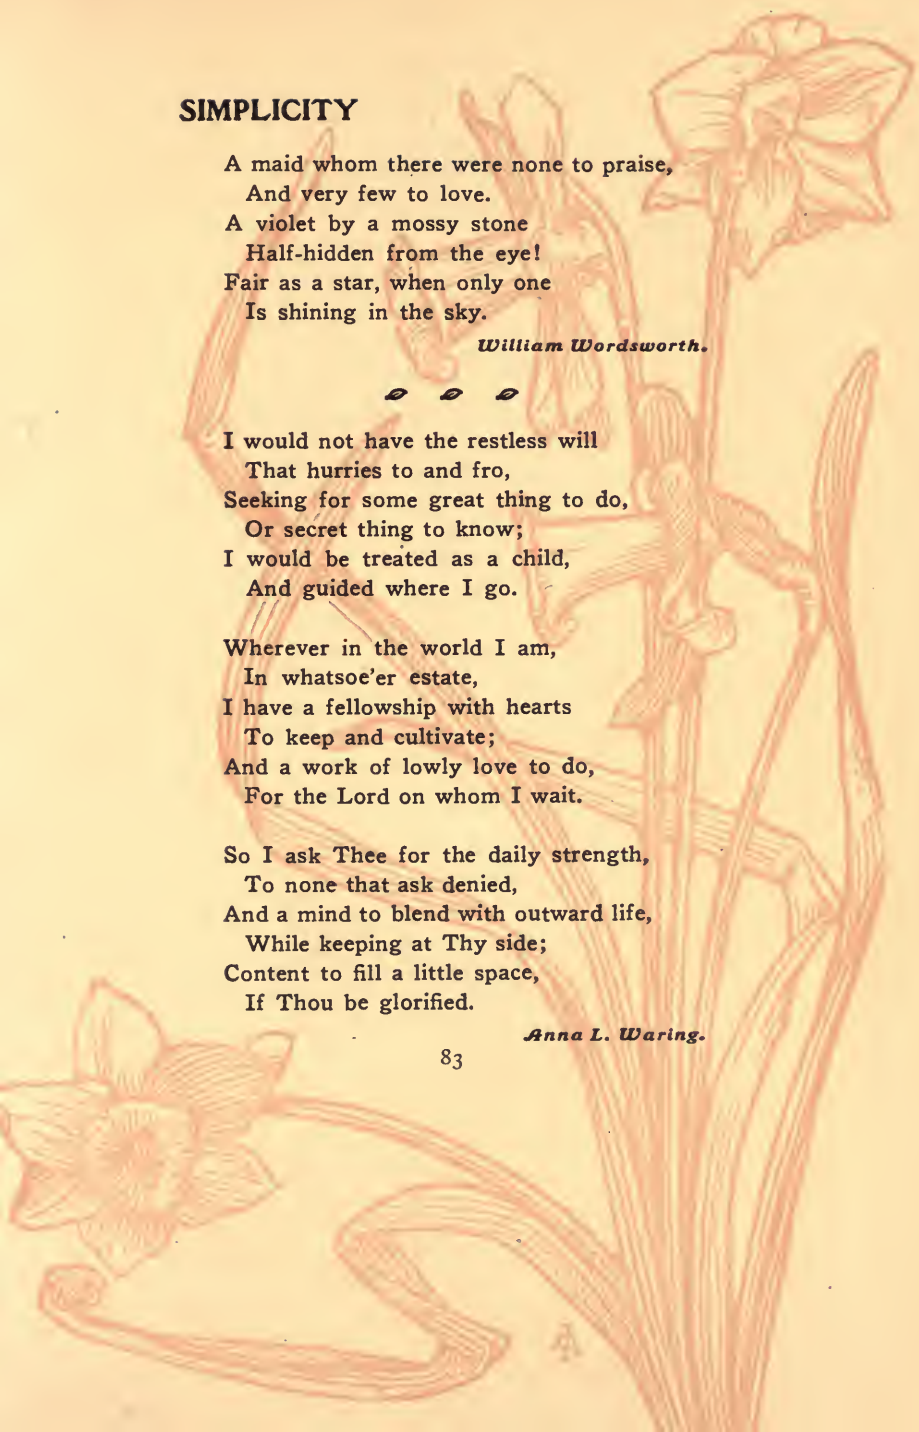 SIMPLICITY
A maid whom there were none to praise,
And very few to love.
A violet by a mossy stone
Half-hidden from the eye!
Fair as a star, when only one
Is shining in the sky.
William Wordsworth.
I would not have the restless will
That hurries to and fro,
Seeking for some great thing to do,
Or secret thing to know;
I would be treated as a child,
And guided where I go.
Wherever in the world I am,
In whatsoe'er estate,
I have a fellowship with hearts
To keep and cultivate;
And a work of lowly love to do,
For the Lord on whom I wait.
So I ask Thee for the daily strength,
To none that ask denied,
And a mind to blend with outward life,
While keeping at Thy side;
Content to fill a little space,
If Thou be glorified.
Anna L. Waring.
83